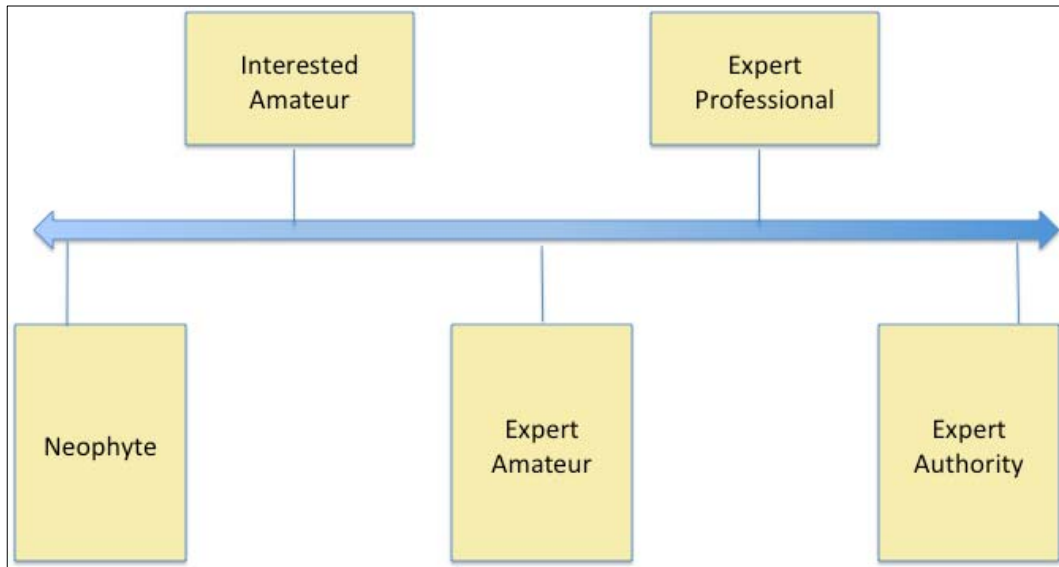 Interested
Amateur
Expert
Professional
Neophyte
Expert
Amateur
Expert
Authority